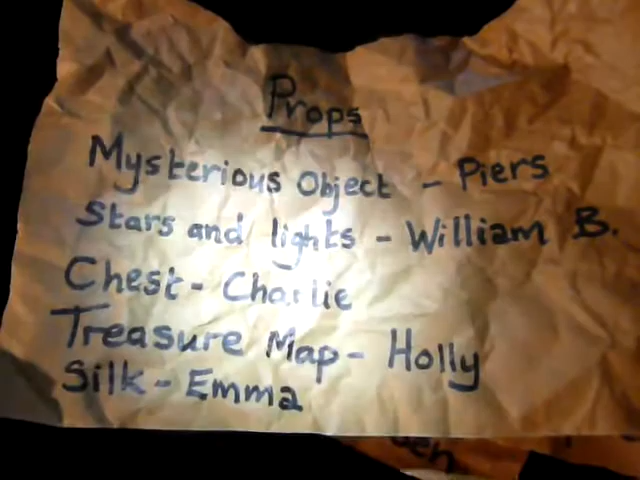 Props
Mysterious Object - Piers
Stars and lights - William B.
Chest - Charlie
Treasure Map - Holly
Silk - Emma